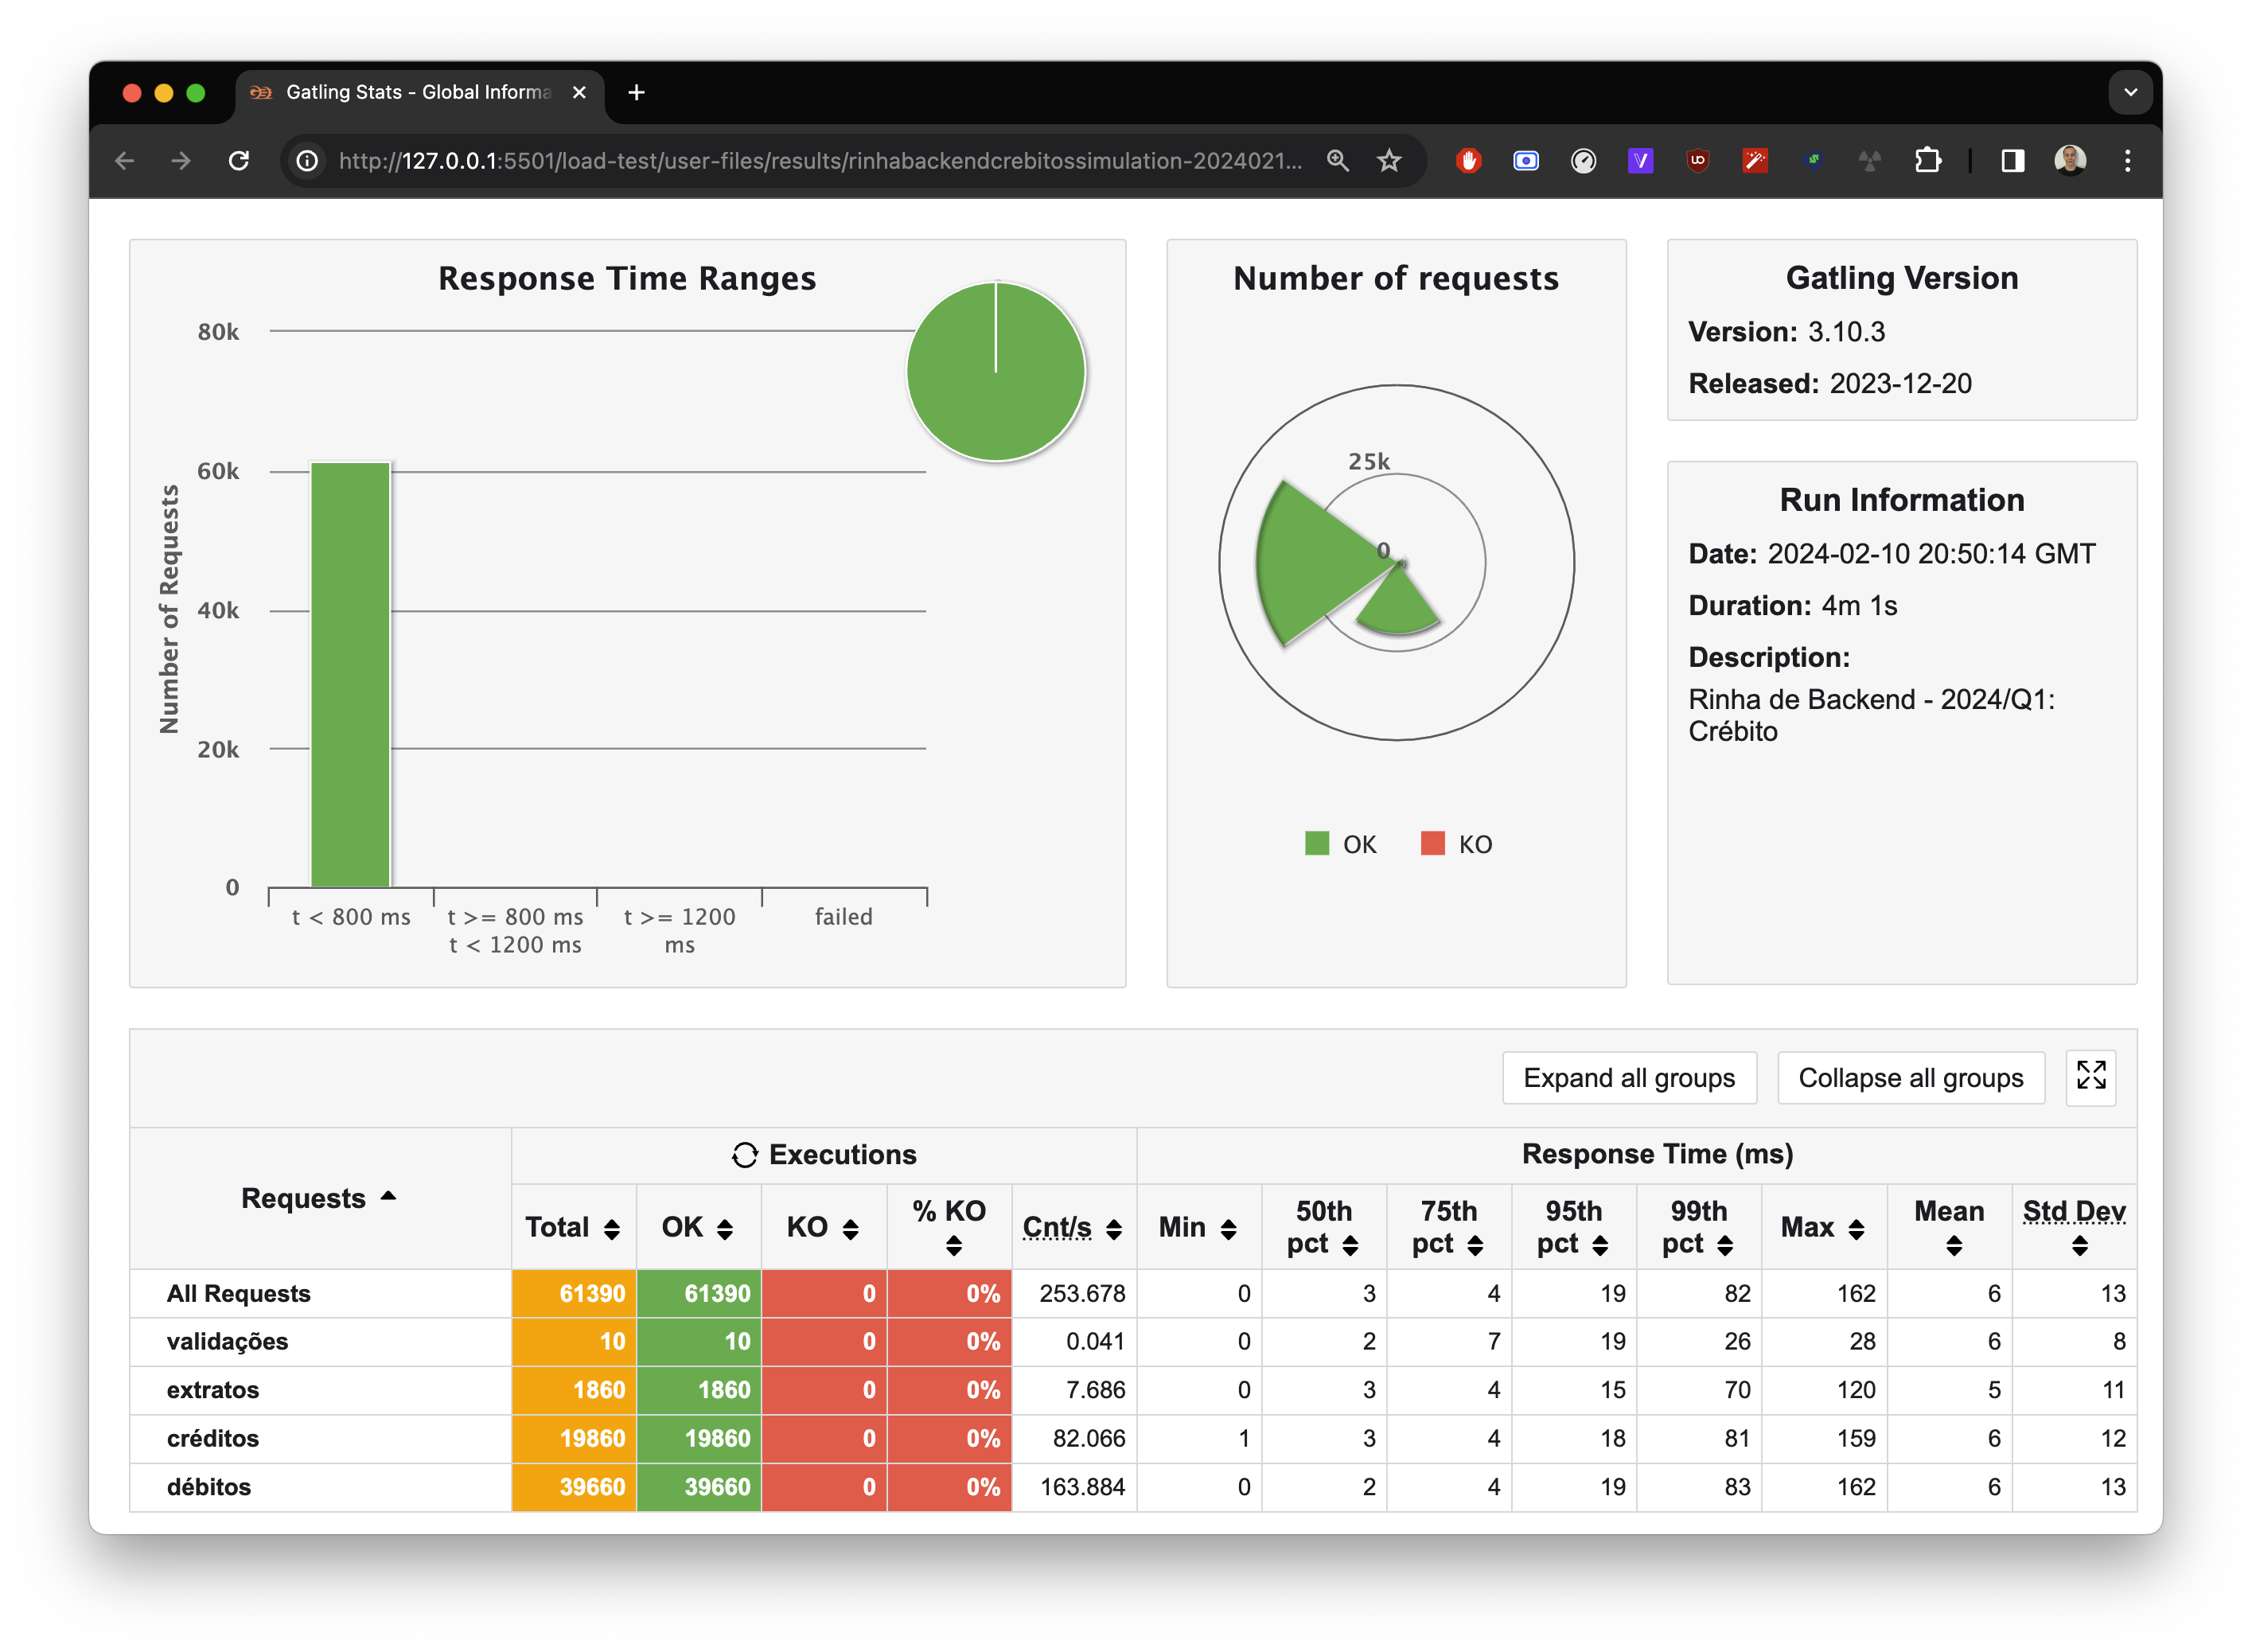 Gatling Stats - Global Informa
http://127.0.0.1:5501/load-test/user-files/results/rinhabackendcrebitossimulation-2024021...
Response Time Ranges
80k
60k
40k
20k
0
Number of Requests
t < 800 ms
t >= 800 ms
t < 1200 ms
t >= 1200
ms
failed
Number of requests
25k
0
OK KO
Gatling Version
Version: 3.10.3
Released: 2023-12-20
Run Information
Date: 2024-02-10 20:50:14 GMT
Duration: 4m 1s
Description:
Rinha de Backend - 2024/Q1:
Crébito
Expand all groups Collapse all groups
Requests Executions Response Time (ms)
Total OK KO % KO Cnt/s Min 50th pct 75th pct 95th pct 99th pct Max Mean Std Dev
All Requests 61390 61390 0 0% 253.678 0 3 4 19 82 162 6 13
validações 10 10 0 0% 0.041 0 2 7 19 26 28 6 8
extratos 1860 1860 0 0% 7.686 0 3 4 15 70 120 5 11
créditos 19860 19860 0 0% 82.066 1 3 4 18 81 159 6 12
débitos 39660 39660 0 0% 163.884 0 2 4 19 83 162 6 13